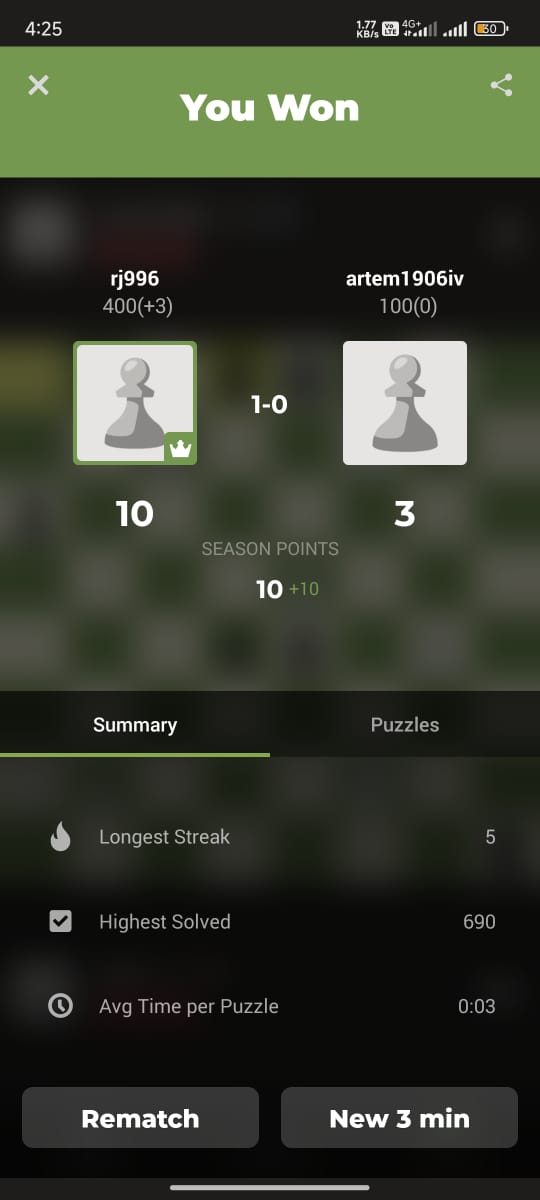 4:25
1.77 KB/s Vo LTE 4G+ 30
You Won
rj996
400(+3)
artem1906iv
100(0)
1-0
10
3
SEASON POINTS
10 +10
Summary
Puzzles
Longest Streak 5
Highest Solved 690
Avg Time per Puzzle 0:03
Rematch
New 3 min